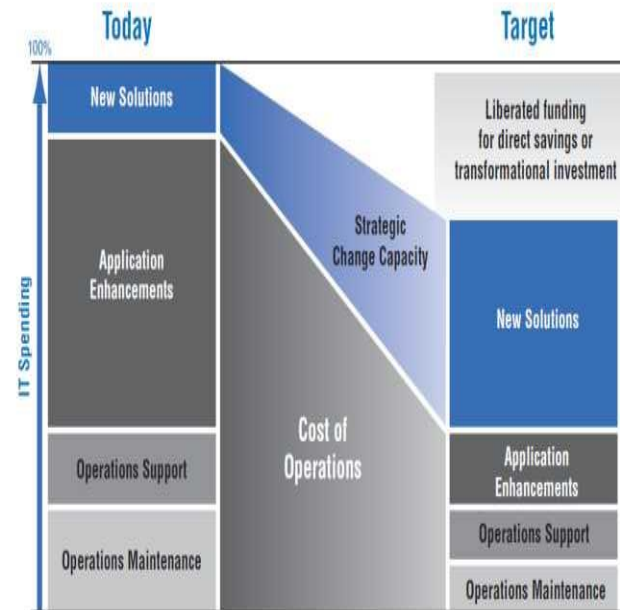 Today
Target
100%
IT Spending
New Solutions
Application
Enhancements
Operations Support
Operations Maintenance
Strategic
Change Capacity
Cost of
Operations
Liberated funding
for direct savings or
transformational investment
New Solutions
Application
Enhancements
Operations Support
Operations Maintenance